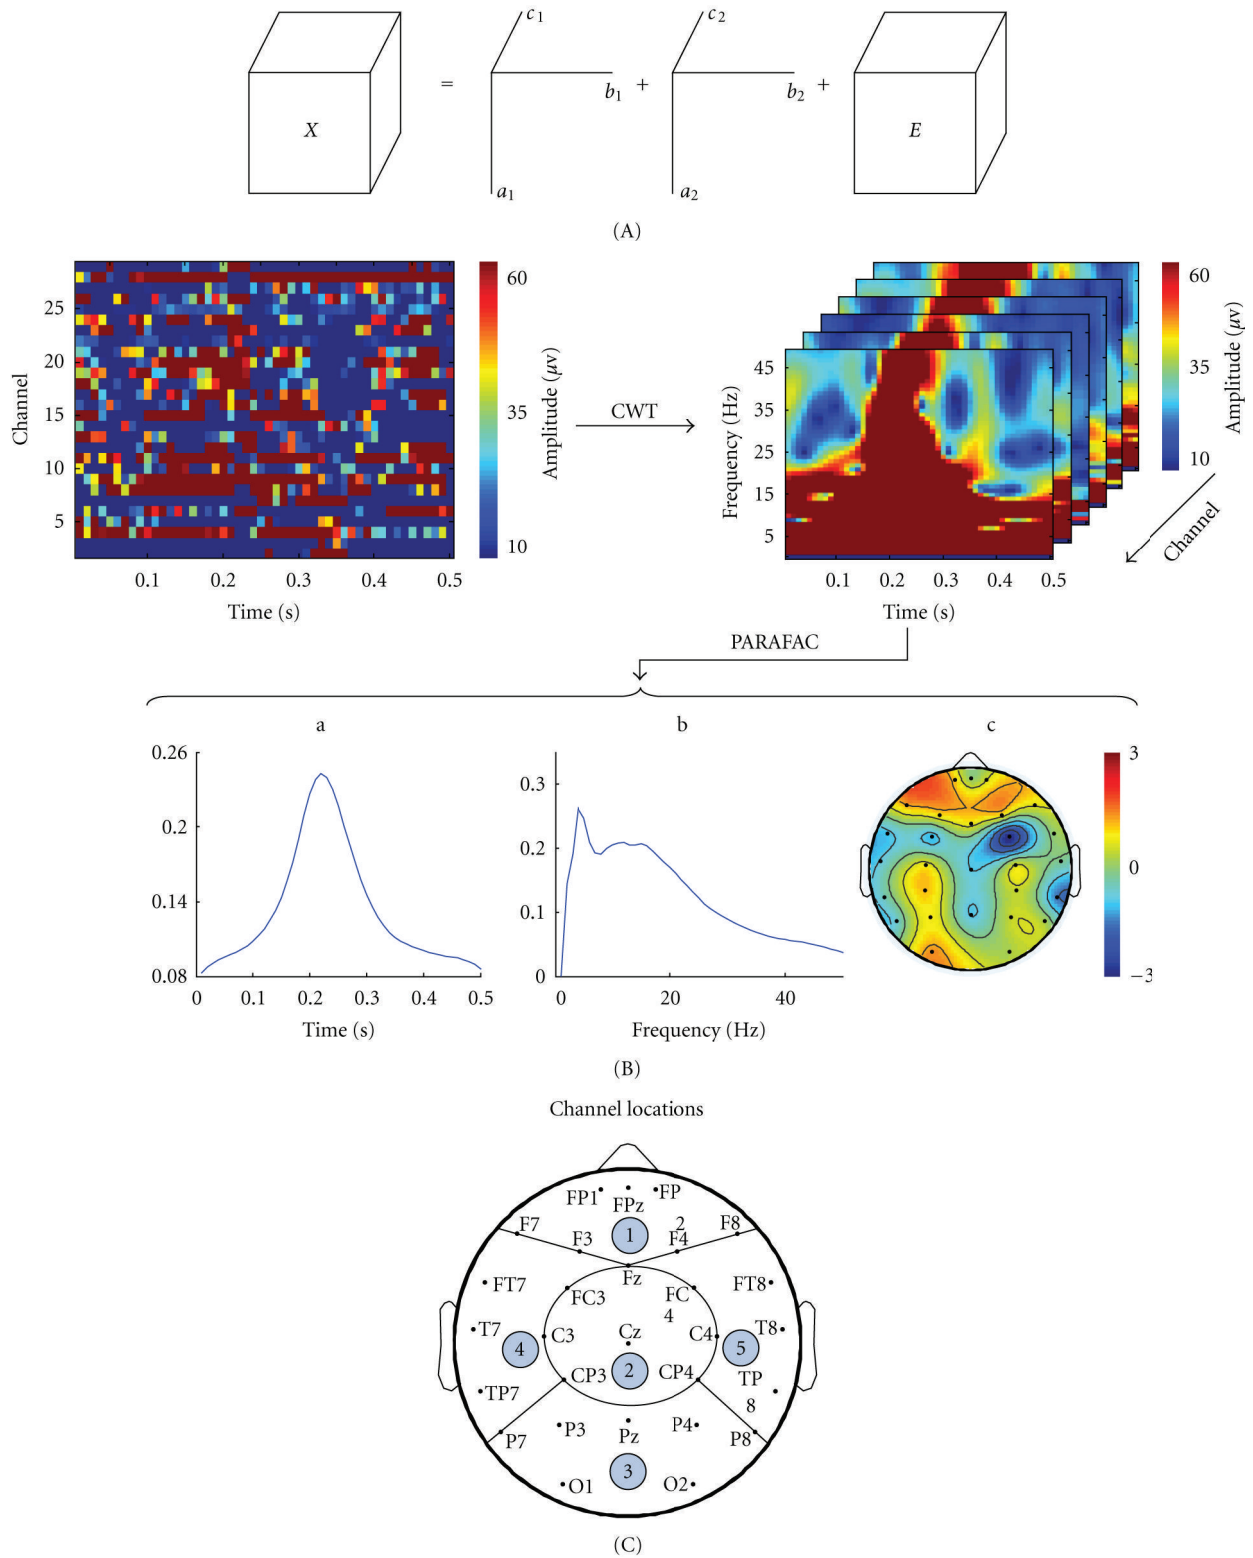 c1 c2
= b1 + b2 +
X E
a1 a2
(A)
25
20
15
10
5
Channel
0.1 0.2 0.3 0.4 0.5
Time (s)
60
35
10
Amplitude (μv)
CWT
45
35
25
15
5
Frequency (Hz)
0.1 0.2 0.3 0.4 0.5
Time (s)
Channel
60
35
10
Amplitude (μv)
PARAFAC
a b c
0.26
0.2
0.14
0.08
0 0.1 0.2 0.3 0.4 0.5
Time (s)
0.3
0.2
0.1
0
0 20 40
Frequency (Hz)
3
0
−3
(B)
Channel locations
FP1 FPz FP
2
F7 F3 1 F4 F8
Fz
FT7 FC3 FC
4 FT8
T7 C3 Cz C4 T8
4 2 5
TP7 CP3 CP4 TP
8
P7 P3 Pz P4 P8
3
O1 O2
(C)